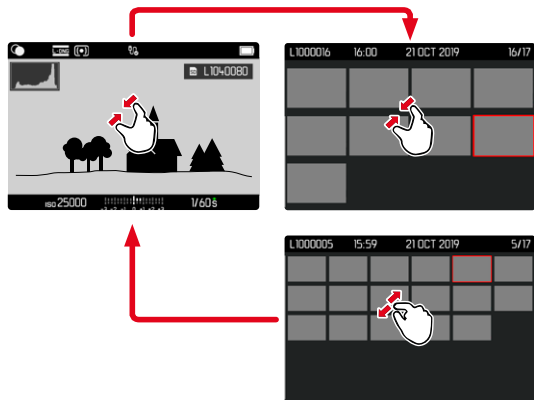 L-DNG
L1040080
ISO 25000 1/60s
L1000016 16:00 21 OCT 2019 16/17
L1000005 15:59 21 OCT 2019 5/17